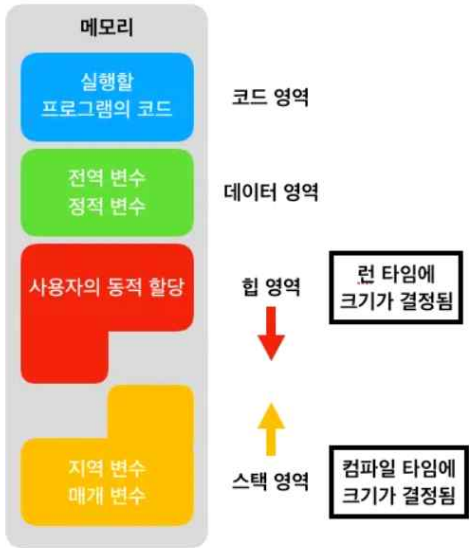 메모리
실행할
프로그램의 코드
코드 영역
전역 변수
정적 변수
데이터 영역
사용자의 동적 할당
힙 영역
런 타임에
크기가 결정됨
지역 변수
매개 변수
스택 영역
컴파일 타임에
크기가 결정됨